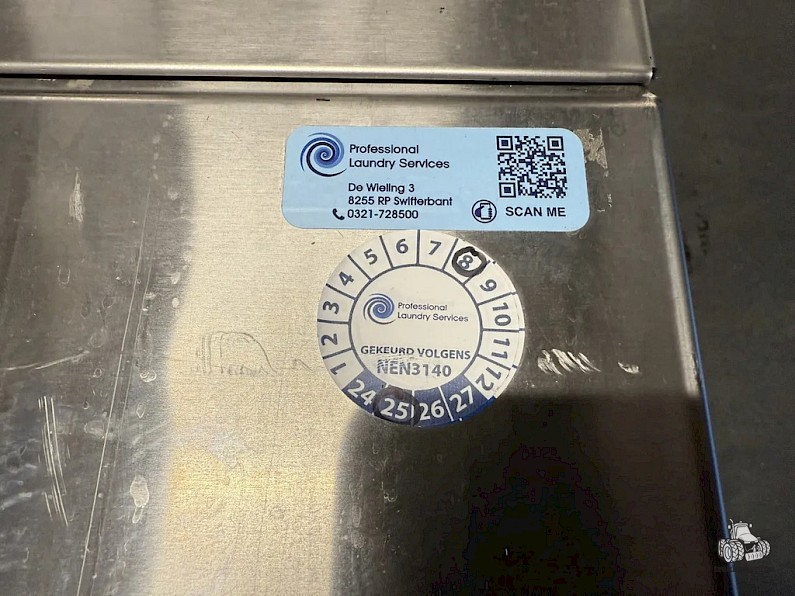 Professional
Laundry Services
De Wieling 3
8255 RP Swifterbant
0321-728500
SCAN ME
1 2 3 4 5 6 7 8 9 10 11 12
Professional
Laundry Services
GEKEURD VOLGENS
NEN3140
24 25 26 27